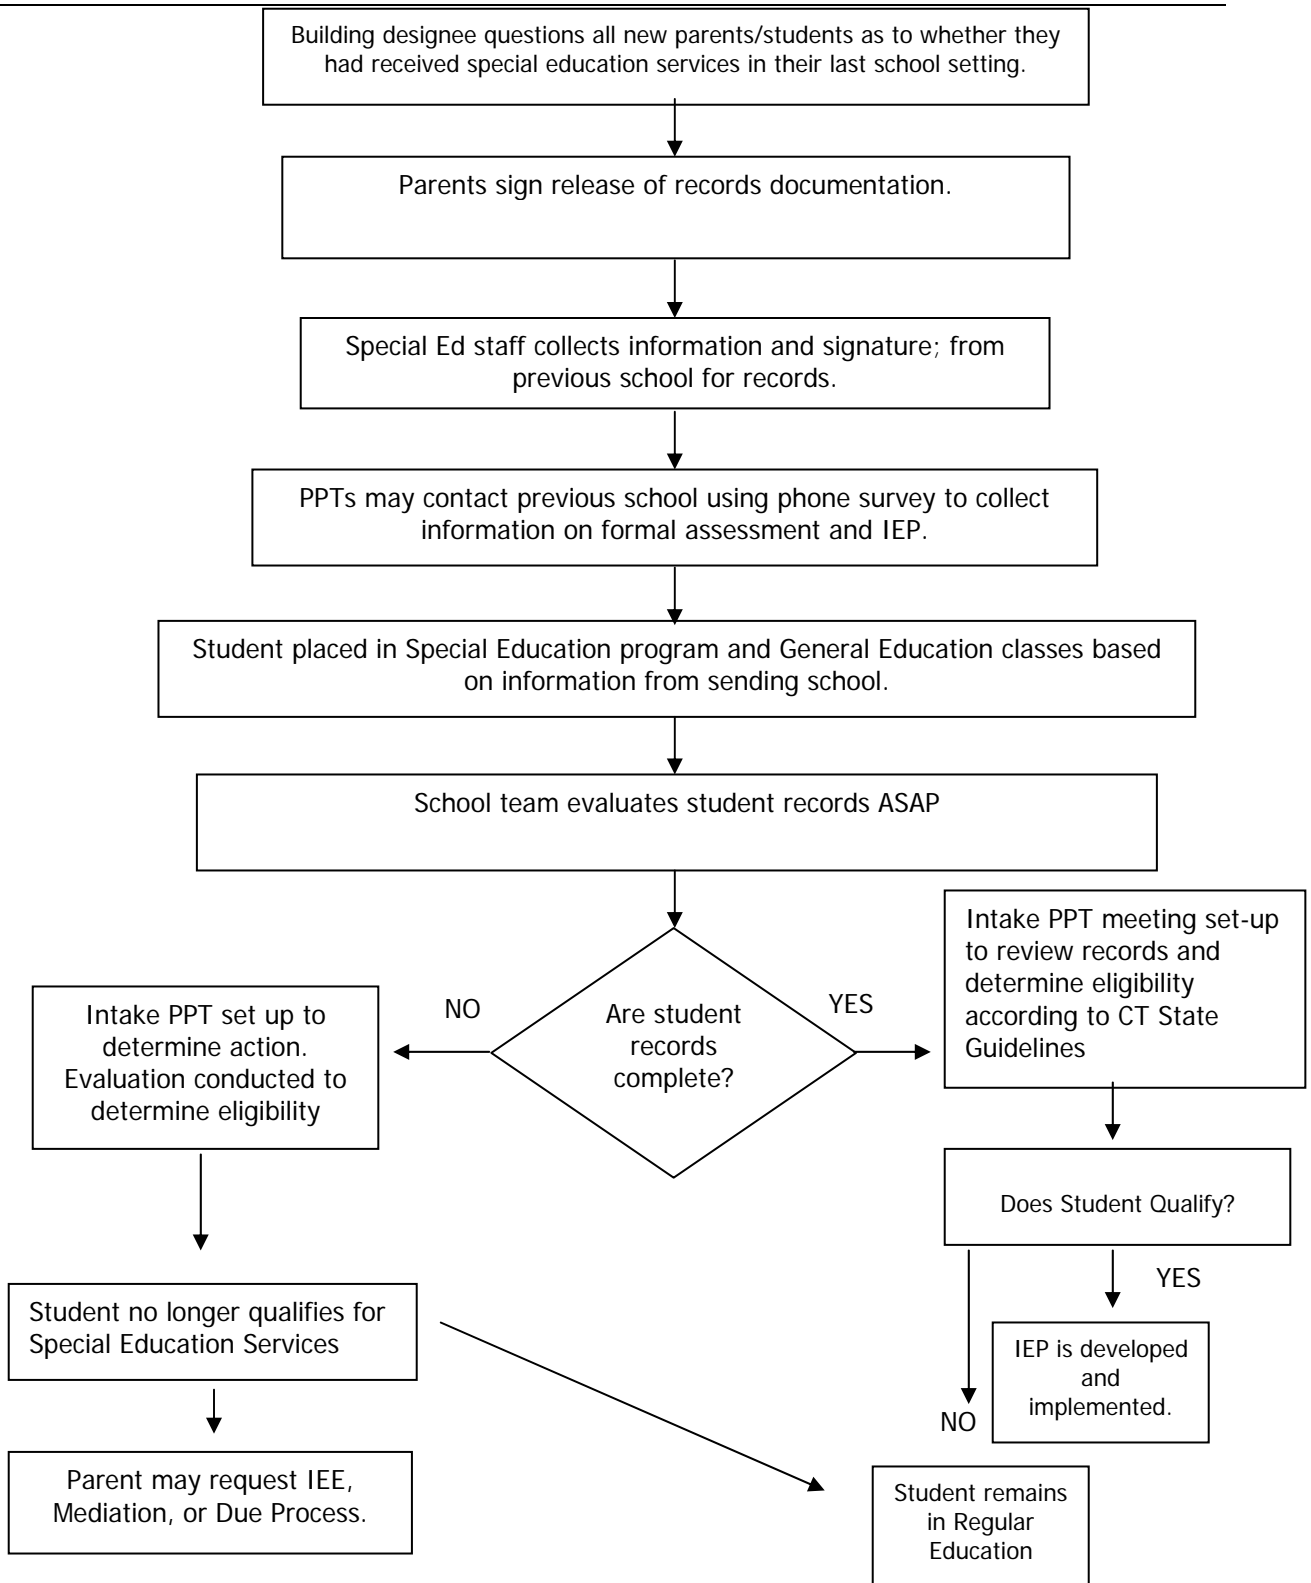 Building designee questions all new parents/students as to whether they
had received special education services in their last school setting.
Parents sign release of records documentation.
Special Ed staff collects information and signature; from
previous school for records.
PPTs may contact previous school using phone survey to collect
information on formal assessment and IEP.
Student placed in Special Education program and General Education classes based
on information from sending school.
School team evaluates student records ASAP
Are student
records
complete?
NO
YES
Intake PPT set up to
determine action.
Evaluation conducted to
determine eligibility
Intake PPT meeting set-up
to review records and
determine eligibility
according to CT State
Guidelines
Does Student Qualify?
YES
NO
IEP is developed
and
implemented.
Student no longer qualifies for
Special Education Services
Parent may request IEE,
Mediation, or Due Process.
Student remains
in Regular
Education